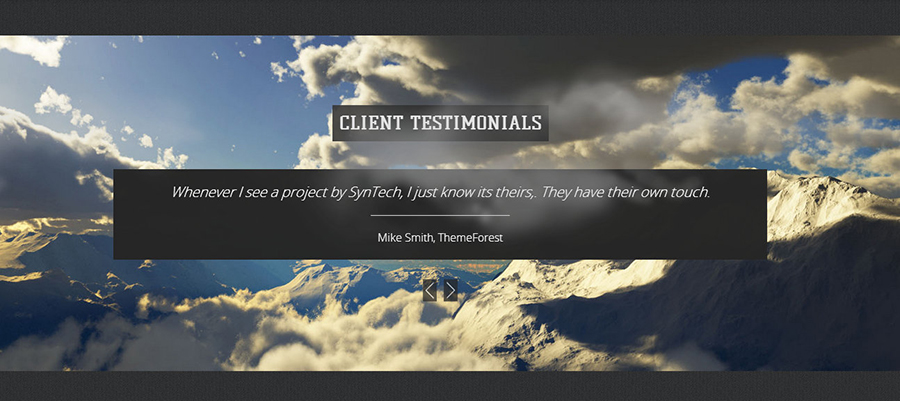 CLIENT TESTIMONIALS
Whenever I see a project by SynTech, I just know its theirs,. They have their own touch.
Mike Smith, ThemeForest